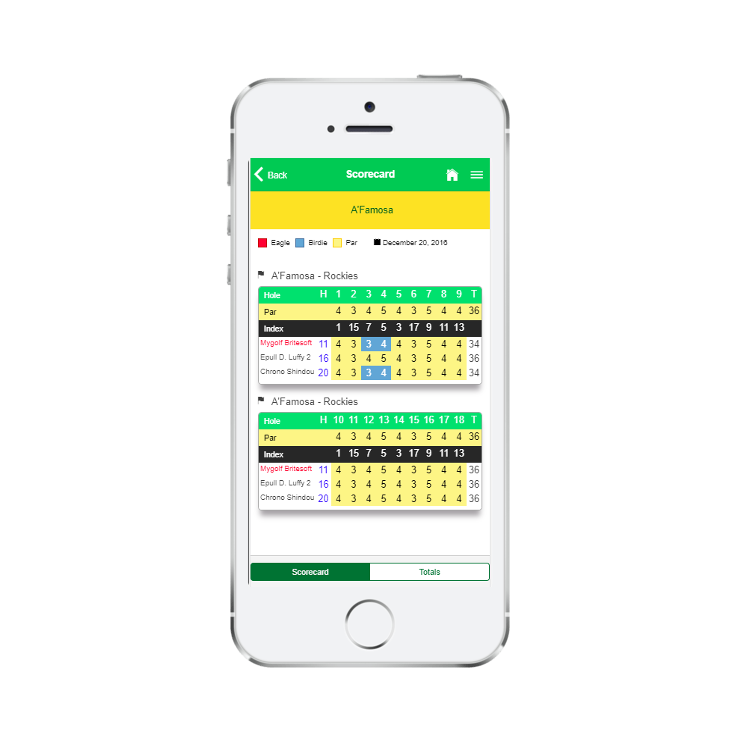 Back Scorecard
A'Famosa
Eagle Birdie Par December 20, 2016
A'Famosa - Rockies
Hole H 1 2 3 4 5 6 7 8 9 T
Par 4 3 4 5 4 3 5 4 4 36
Index 1 15 7 5 3 17 9 11 13
Mygolf Britesoft 11 4 3 3 4 4 3 5 4 4 34
Epull D. Luffy 2 16 4 3 4 5 4 3 5 4 4 36
Chrono Shindou 20 4 3 3 4 4 3 5 4 4 34
A'Famosa - Rockies
Hole H 10 11 12 13 14 15 16 17 18 T
Par 4 3 4 5 4 3 5 4 4 36
Index 1 15 7 5 3 17 9 11 13
Mygolf Britesoft 11 4 3 4 5 4 3 5 4 4 36
Epull D. Luffy 2 16 4 3 4 5 4 3 5 4 4 36
Chrono Shindou 20 4 3 4 5 4 3 5 4 4 36
Scorecard Totals